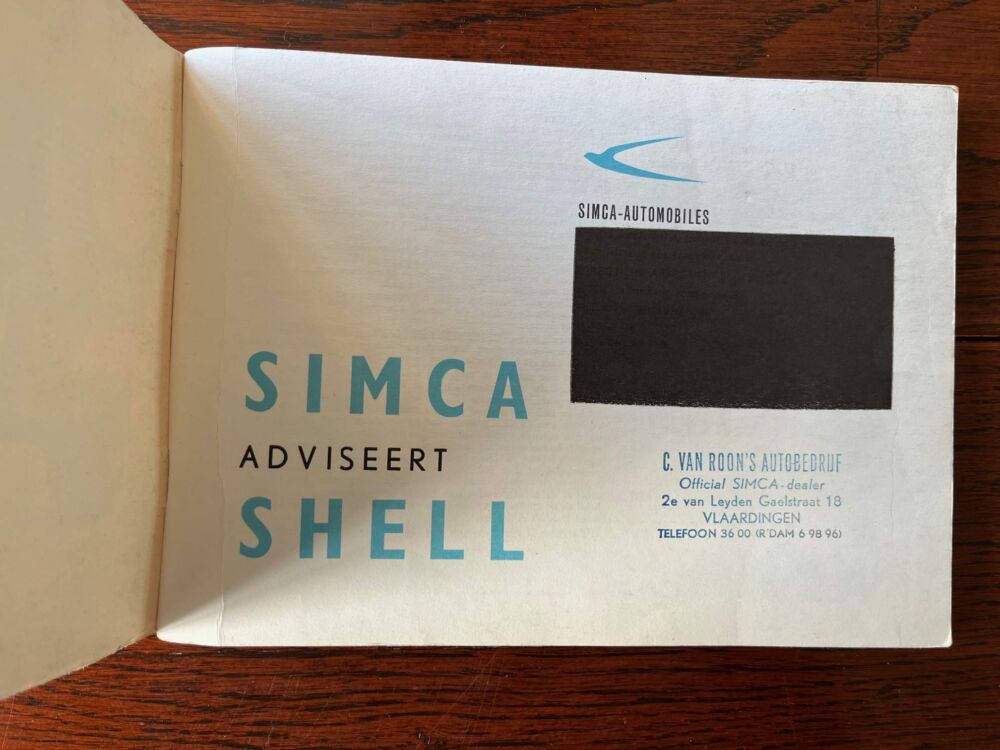 SIMCA-AUTOMOBILES
SIMCA
ADVISEERT
SHELL
C. VAN ROON'S AUTOBEDRIJF
Official SIMCA-dealer
2e van Leyden Gaelstraat 18
VLAARDINGEN
TELEFOON 36 00 (R'DAM 6 98 96)